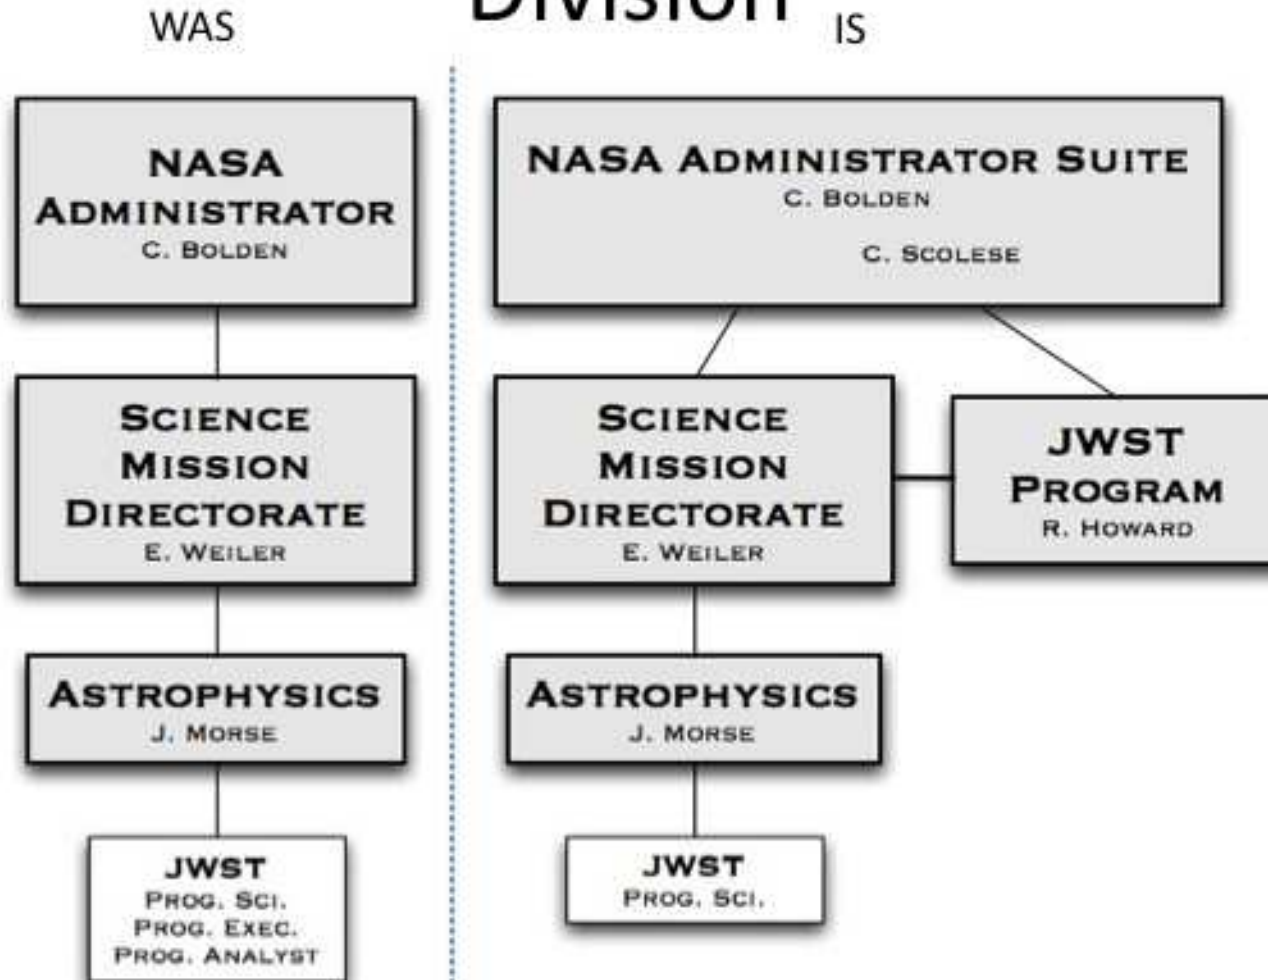 Division
WAS
IS
NASA
ADMINISTRATOR
C. BOLDEN
SCIENCE
MISSION
DIRECTORATE
E. WEILER
ASTROPHYSICS
J. MORSE
JWST
PROG. SCI.
PROG. EXEC.
PROG. ANALYST
NASA ADMINISTRATOR SUITE
C. BOLDEN
C. SCOLESE
SCIENCE
MISSION
DIRECTORATE
E. WEILER
JWST
PROGRAM
R. HOWARD
ASTROPHYSICS
J. MORSE
JWST
PROG. SCI.